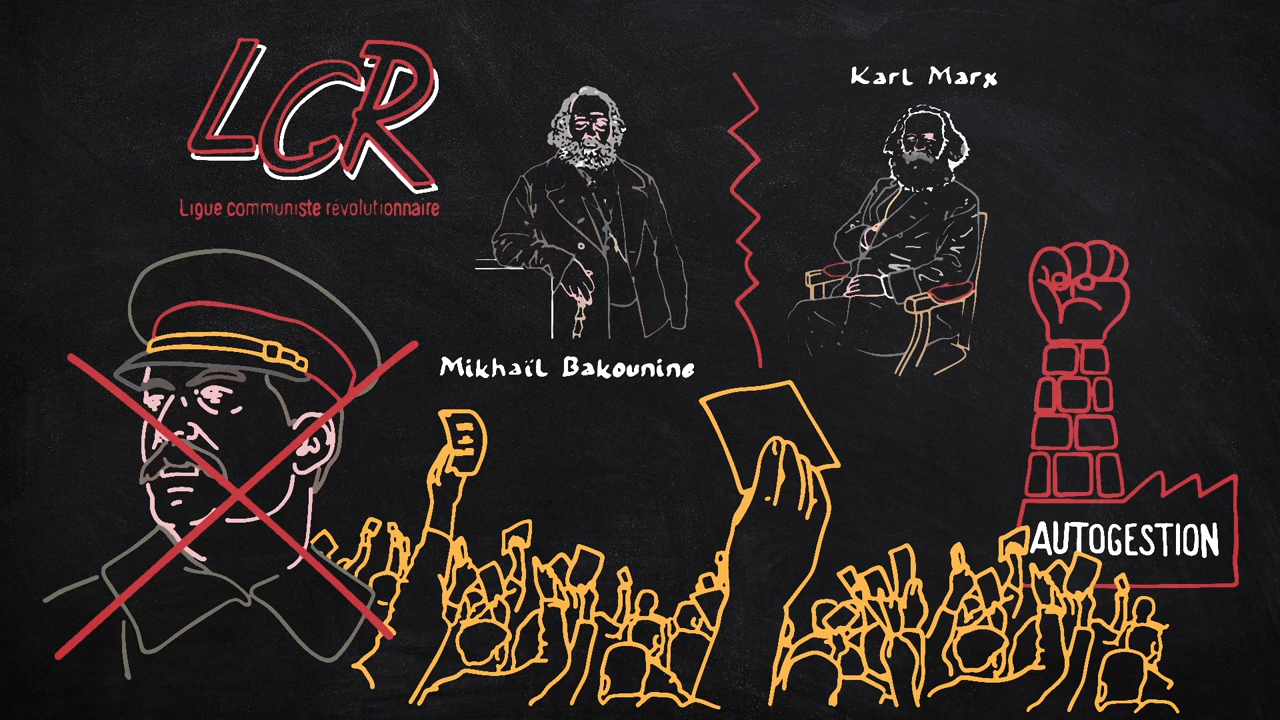 LCR
Ligue communiste révolutionnaire
Karl Marx
Mikhaïl Bakounine
AUTOGESTION